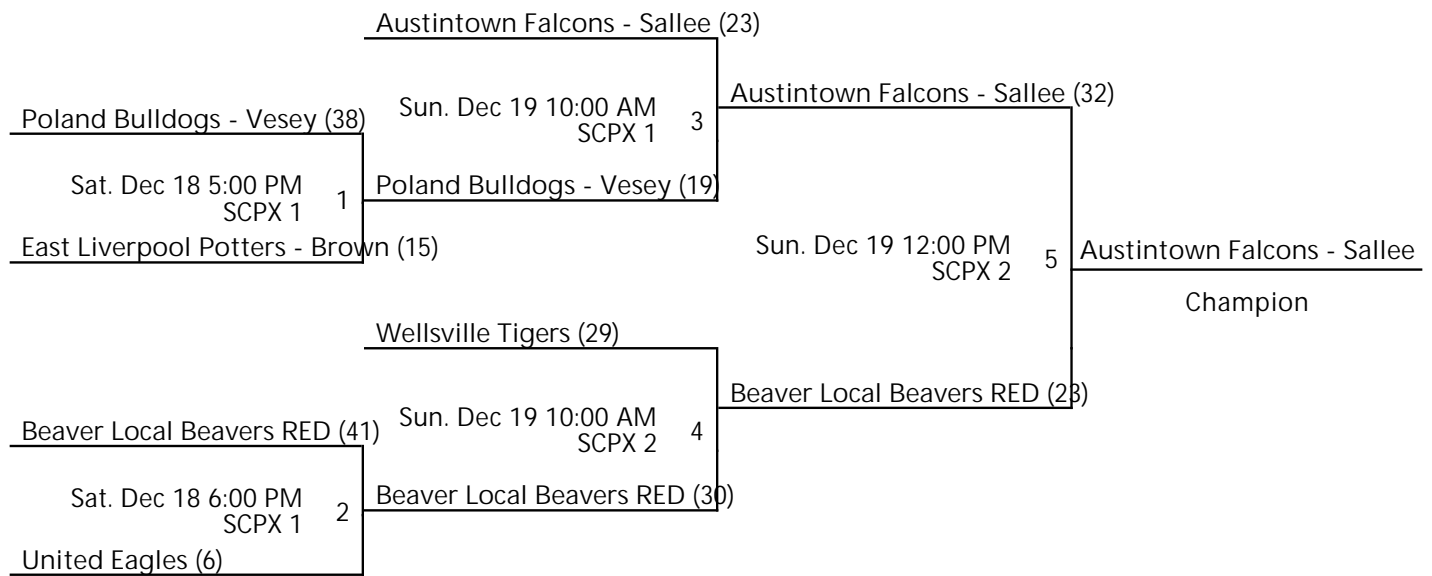 Austintown Falcons - Sallee (23)
Sun. Dec 19 10:00 AM
SCPX 1
3
Austintown Falcons - Sallee (32)
Poland Bulldogs - Vesey (38)
Sat. Dec 18 5:00 PM
SCPX 1
1
Poland Bulldogs - Vesey (19)
East Liverpool Potters - Brown (15)
Sun. Dec 19 12:00 PM
SCPX 2
5
Austintown Falcons - Sallee
Champion
Wellsville Tigers (29)
Sun. Dec 19 10:00 AM
SCPX 2
4
Beaver Local Beavers RED (23)
Beaver Local Beavers RED (41)
Sat. Dec 18 6:00 PM
SCPX 1
2
Beaver Local Beavers RED (30)
United Eagles (6)